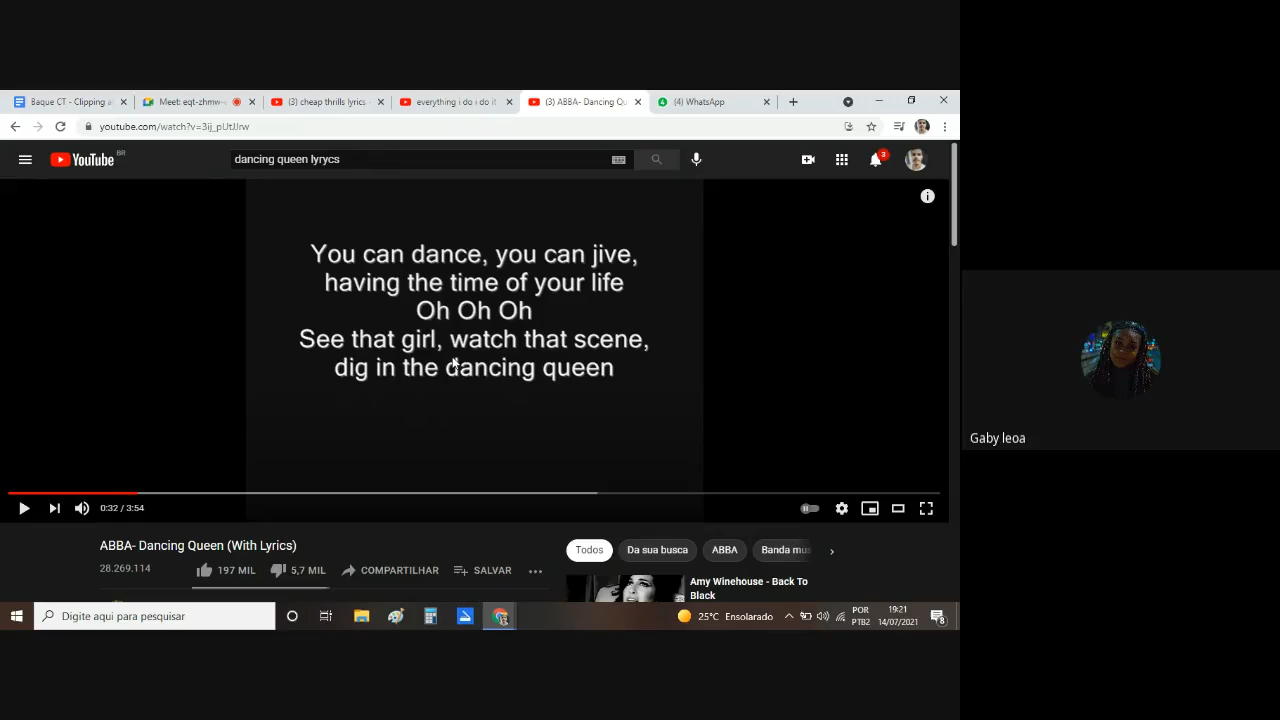 Baque CT - Clipping a
Meet: eqt-zhmw-
(3) cheap thrills lyrics -
everything i do i do it
(3) ABBA- Dancing Qu
(4) WhatsApp
youtube.com/watch?v=3ij_pUtJJrw
YouTube BR
dancing queen lyrycs
3
You can dance, you can jive,
having the time of your life
Oh Oh Oh
See that girl, watch that scene,
dig in the dancing queen
Gaby leoa
0:32 / 3:54
ABBA- Dancing Queen (With Lyrics)
28.269.114
197 MIL
5,7 MIL
COMPARTILHAR
SALVAR
Todos
Da sua busca
ABBA
Banda mus
Amy Winehouse - Back To
Black
Digite aqui para pesquisar
25°C Ensolarado
POR
PTB2
19:21
14/07/2021
8